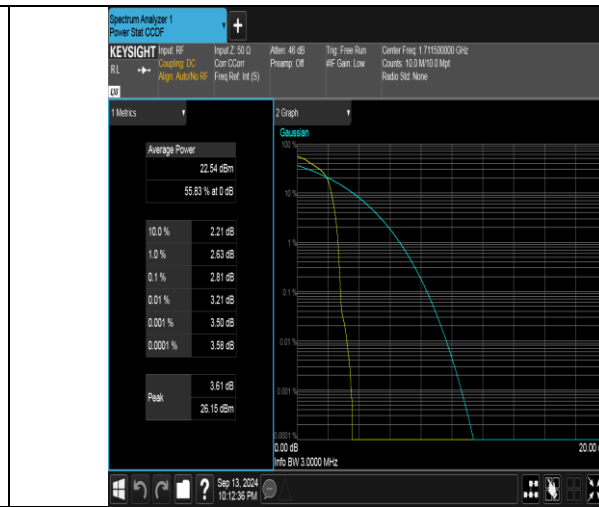 Spectrum Analyzer 1
Power Stat CCDF
+
KEYSIGHT
Input: RF
Input Z: 50 Ω
Atten: 46 dB
Trig: Free Run
Center Freq: 1.711500000 GHz
RL
Coupling: DC
Corr CCorr
Preamp: Off
#IF Gain: Low
Counts: 10.0 M/10.0 Mpt
Align: Auto/No RF
Freq Ref: Int (S)
Radio Std: None
LXI
1 Metrics
2 Graph
Gaussian
Average Power
22.54 dBm
55.83 % at 0 dB
10.0 % 2.21 dB
1.0 % 2.63 dB
0.1 % 2.81 dB
0.01 % 3.21 dB
0.001 % 3.50 dB
0.0001 % 3.58 dB
Peak
3.61 dB
26.15 dBm
100 %
10 %
1 %
0.1 %
0.01 %
0.001 %
0.0001 %
0.00 dB
20.00
Info BW 3.0000 MHz
?
Sep 13, 2024
10:12:36 PM